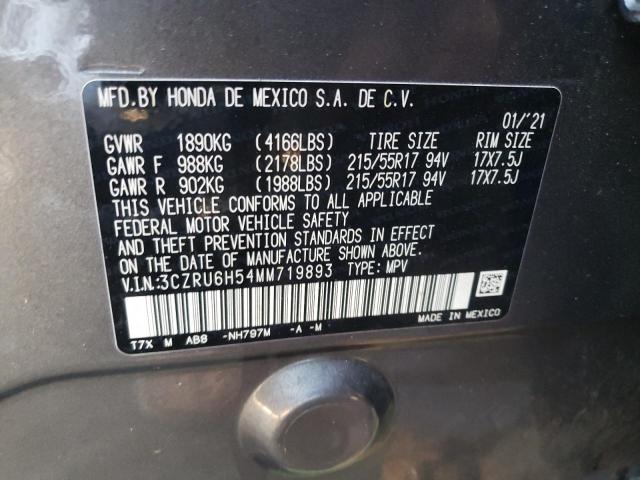 MFD.BY HONDA DE MEXICO S.A. DE C.V.
01/'21
GVWR 1890KG (4166LBS) TIRE SIZE RIM SIZE
GAWR F 988KG (2178LBS) 215/55R17 94V 17X7.5J
GAWR R 902KG (1988LBS) 215/55R17 94V 17X7.5J
THIS VEHICLE CONFORMS TO ALL APPLICABLE
FEDERAL MOTOR VEHICLE SAFETY
AND THEFT PREVENTION STANDARDS IN EFFECT
ON THE DATE OF MANUFACTURE SHOWN ABOVE.
V.I.N.:3CZRU6H54MM719893 TYPE: MPV
T7X M AB8 -NH797M -A -M
MADE IN MEXICO